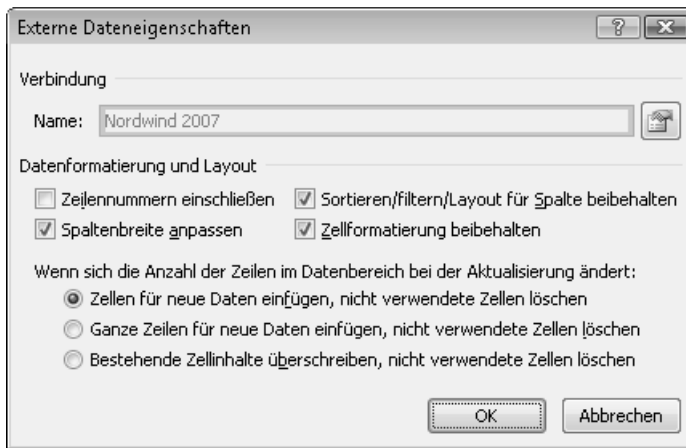 Externe Dateneigenschaften
Verbindung
Name: Nordwind 2007
Datenformatierung und Layout
Zeilennummern einschließen Sortieren/filtern/Layout für Spalte beibehalten
Spaltenbreite anpassen Zellformatierung beibehalten
Wenn sich die Anzahl der Zeilen im Datenbereich bei der Aktualisierung ändert:
Zellen für neue Daten einfügen, nicht verwendete Zellen löschen
Ganze Zeilen für neue Daten einfügen, nicht verwendete Zellen löschen
Bestehende Zellinhalte überschreiben, nicht verwendete Zellen löschen
OK Abbrechen